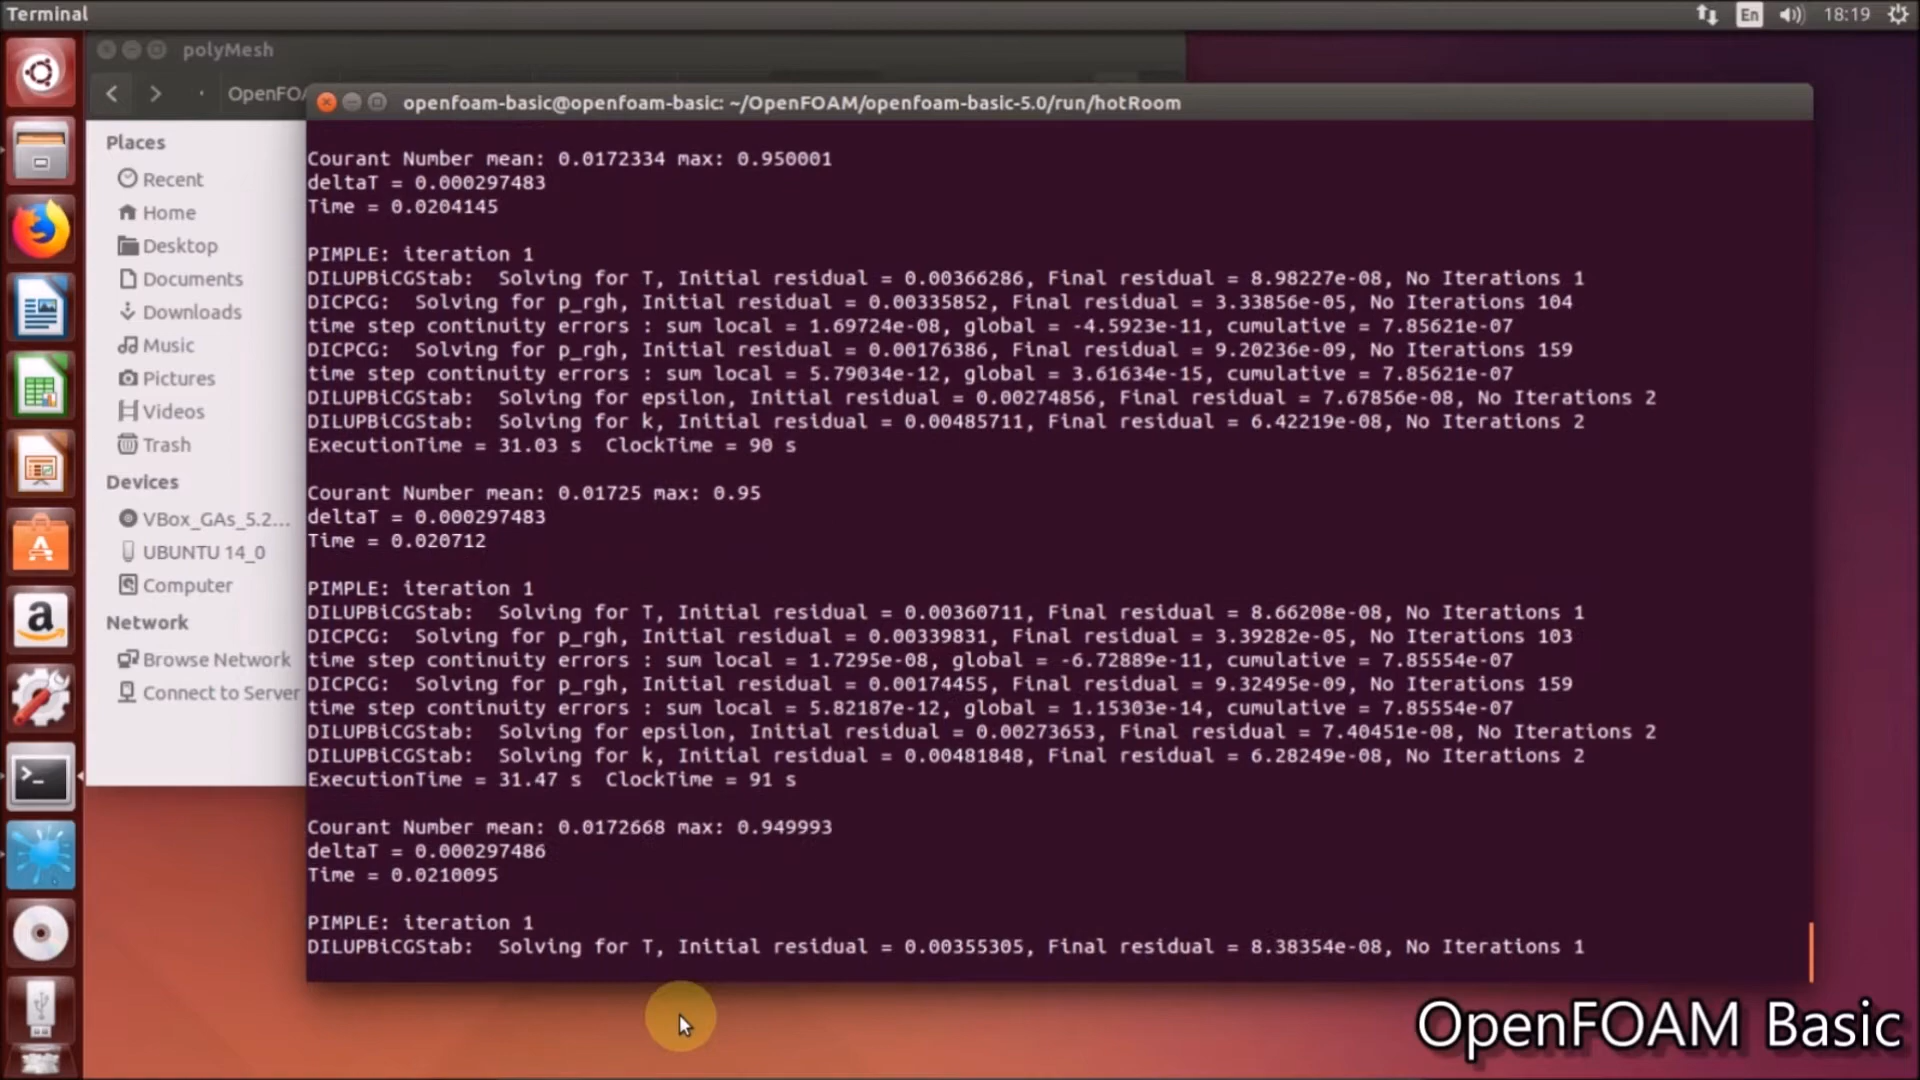 Terminal
En
18:19
polyMesh
OpenFOA
openfoam-basic@openfoam-basic: ~/OpenFOAM/openfoam-basic-5.0/run/hotRoom
Places
Recent
Home
Desktop
Documents
Downloads
Music
Pictures
Videos
Trash
Devices
VBox_GAs_5.2...
UBUNTU 14_0
Computer
Network
Browse Network
Connect to Server
Courant Number mean: 0.0172334 max: 0.950001
deltaT = 0.000297483
Time = 0.0204145
PIMPLE: iteration 1
DILUPBiCGStab:  Solving for T, Initial residual = 0.00366286, Final residual = 8.98227e-08, No Iterations 1
DICPCG:  Solving for p_rgh, Initial residual = 0.00335852, Final residual = 3.33856e-05, No Iterations 104
time step continuity errors : sum local = 1.69724e-08, global = -4.5923e-11, cumulative = 7.85621e-07
DICPCG:  Solving for p_rgh, Initial residual = 0.00176386, Final residual = 9.20236e-09, No Iterations 159
time step continuity errors : sum local = 5.79034e-12, global = 3.61634e-15, cumulative = 7.85621e-07
DILUPBiCGStab:  Solving for epsilon, Initial residual = 0.00274856, Final residual = 7.67856e-08, No Iterations 2
DILUPBiCGStab:  Solving for k, Initial residual = 0.00485711, Final residual = 6.42219e-08, No Iterations 2
ExecutionTime = 31.03 s  ClockTime = 90 s
Courant Number mean: 0.01725 max: 0.95
deltaT = 0.000297483
Time = 0.020712
PIMPLE: iteration 1
DILUPBiCGStab:  Solving for T, Initial residual = 0.00360711, Final residual = 8.66208e-08, No Iterations 1
DICPCG:  Solving for p_rgh, Initial residual = 0.00339831, Final residual = 3.39282e-05, No Iterations 103
time step continuity errors : sum local = 1.7295e-08, global = -6.72889e-11, cumulative = 7.85554e-07
DICPCG:  Solving for p_rgh, Initial residual = 0.00174455, Final residual = 9.32495e-09, No Iterations 159
time step continuity errors : sum local = 5.82187e-12, global = 1.15303e-14, cumulative = 7.85554e-07
DILUPBiCGStab:  Solving for epsilon, Initial residual = 0.00273653, Final residual = 7.40451e-08, No Iterations 2
DILUPBiCGStab:  Solving for k, Initial residual = 0.00481848, Final residual = 6.28249e-08, No Iterations 2
ExecutionTime = 31.47 s  ClockTime = 91 s
Courant Number mean: 0.0172668 max: 0.949993
deltaT = 0.000297486
Time = 0.0210095
PIMPLE: iteration 1
DILUPBiCGStab:  Solving for T, Initial residual = 0.00355305, Final residual = 8.38354e-08, No Iterations 1
OpenFOAM Basic